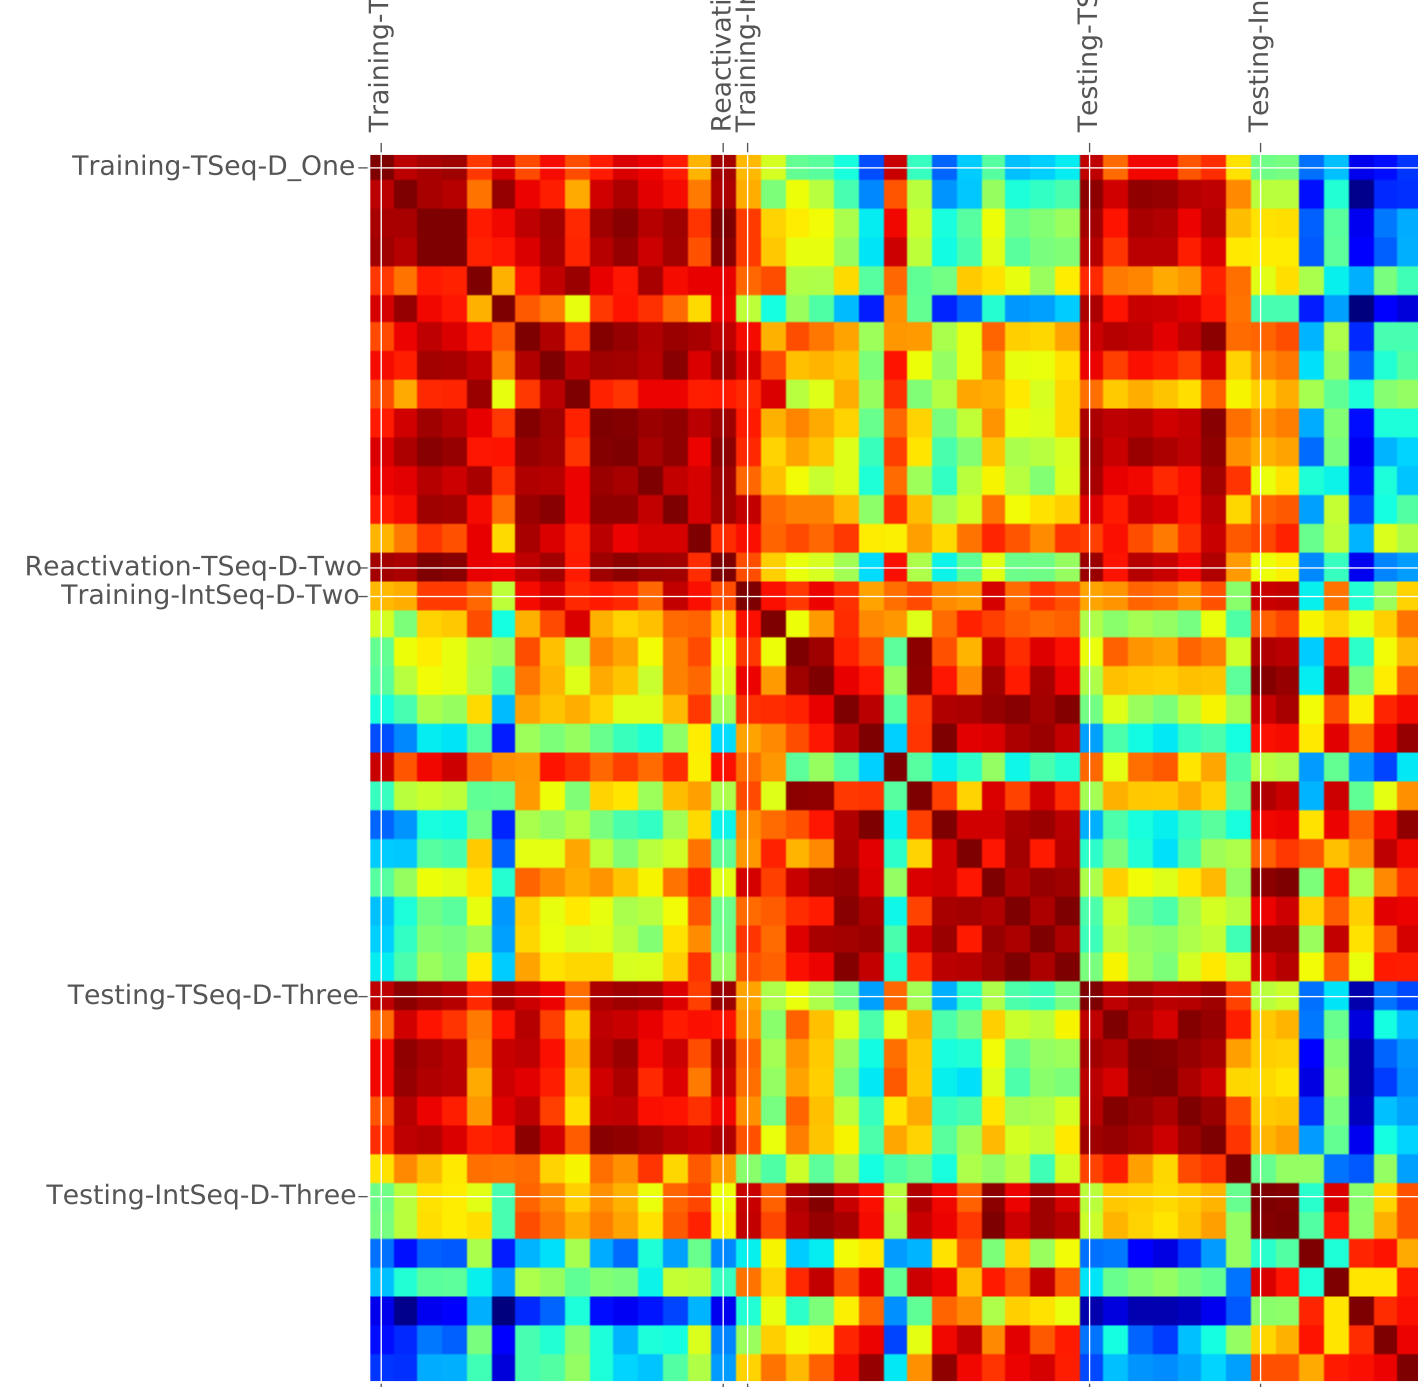 Training-T
Reactivati
Training-In
Testing-TS
Testing-In
Training-TSeq-D_One
Reactivation-TSeq-D-Two
Training-IntSeq-D-Two
Testing-TSeq-D-Three
Testing-IntSeq-D-Three